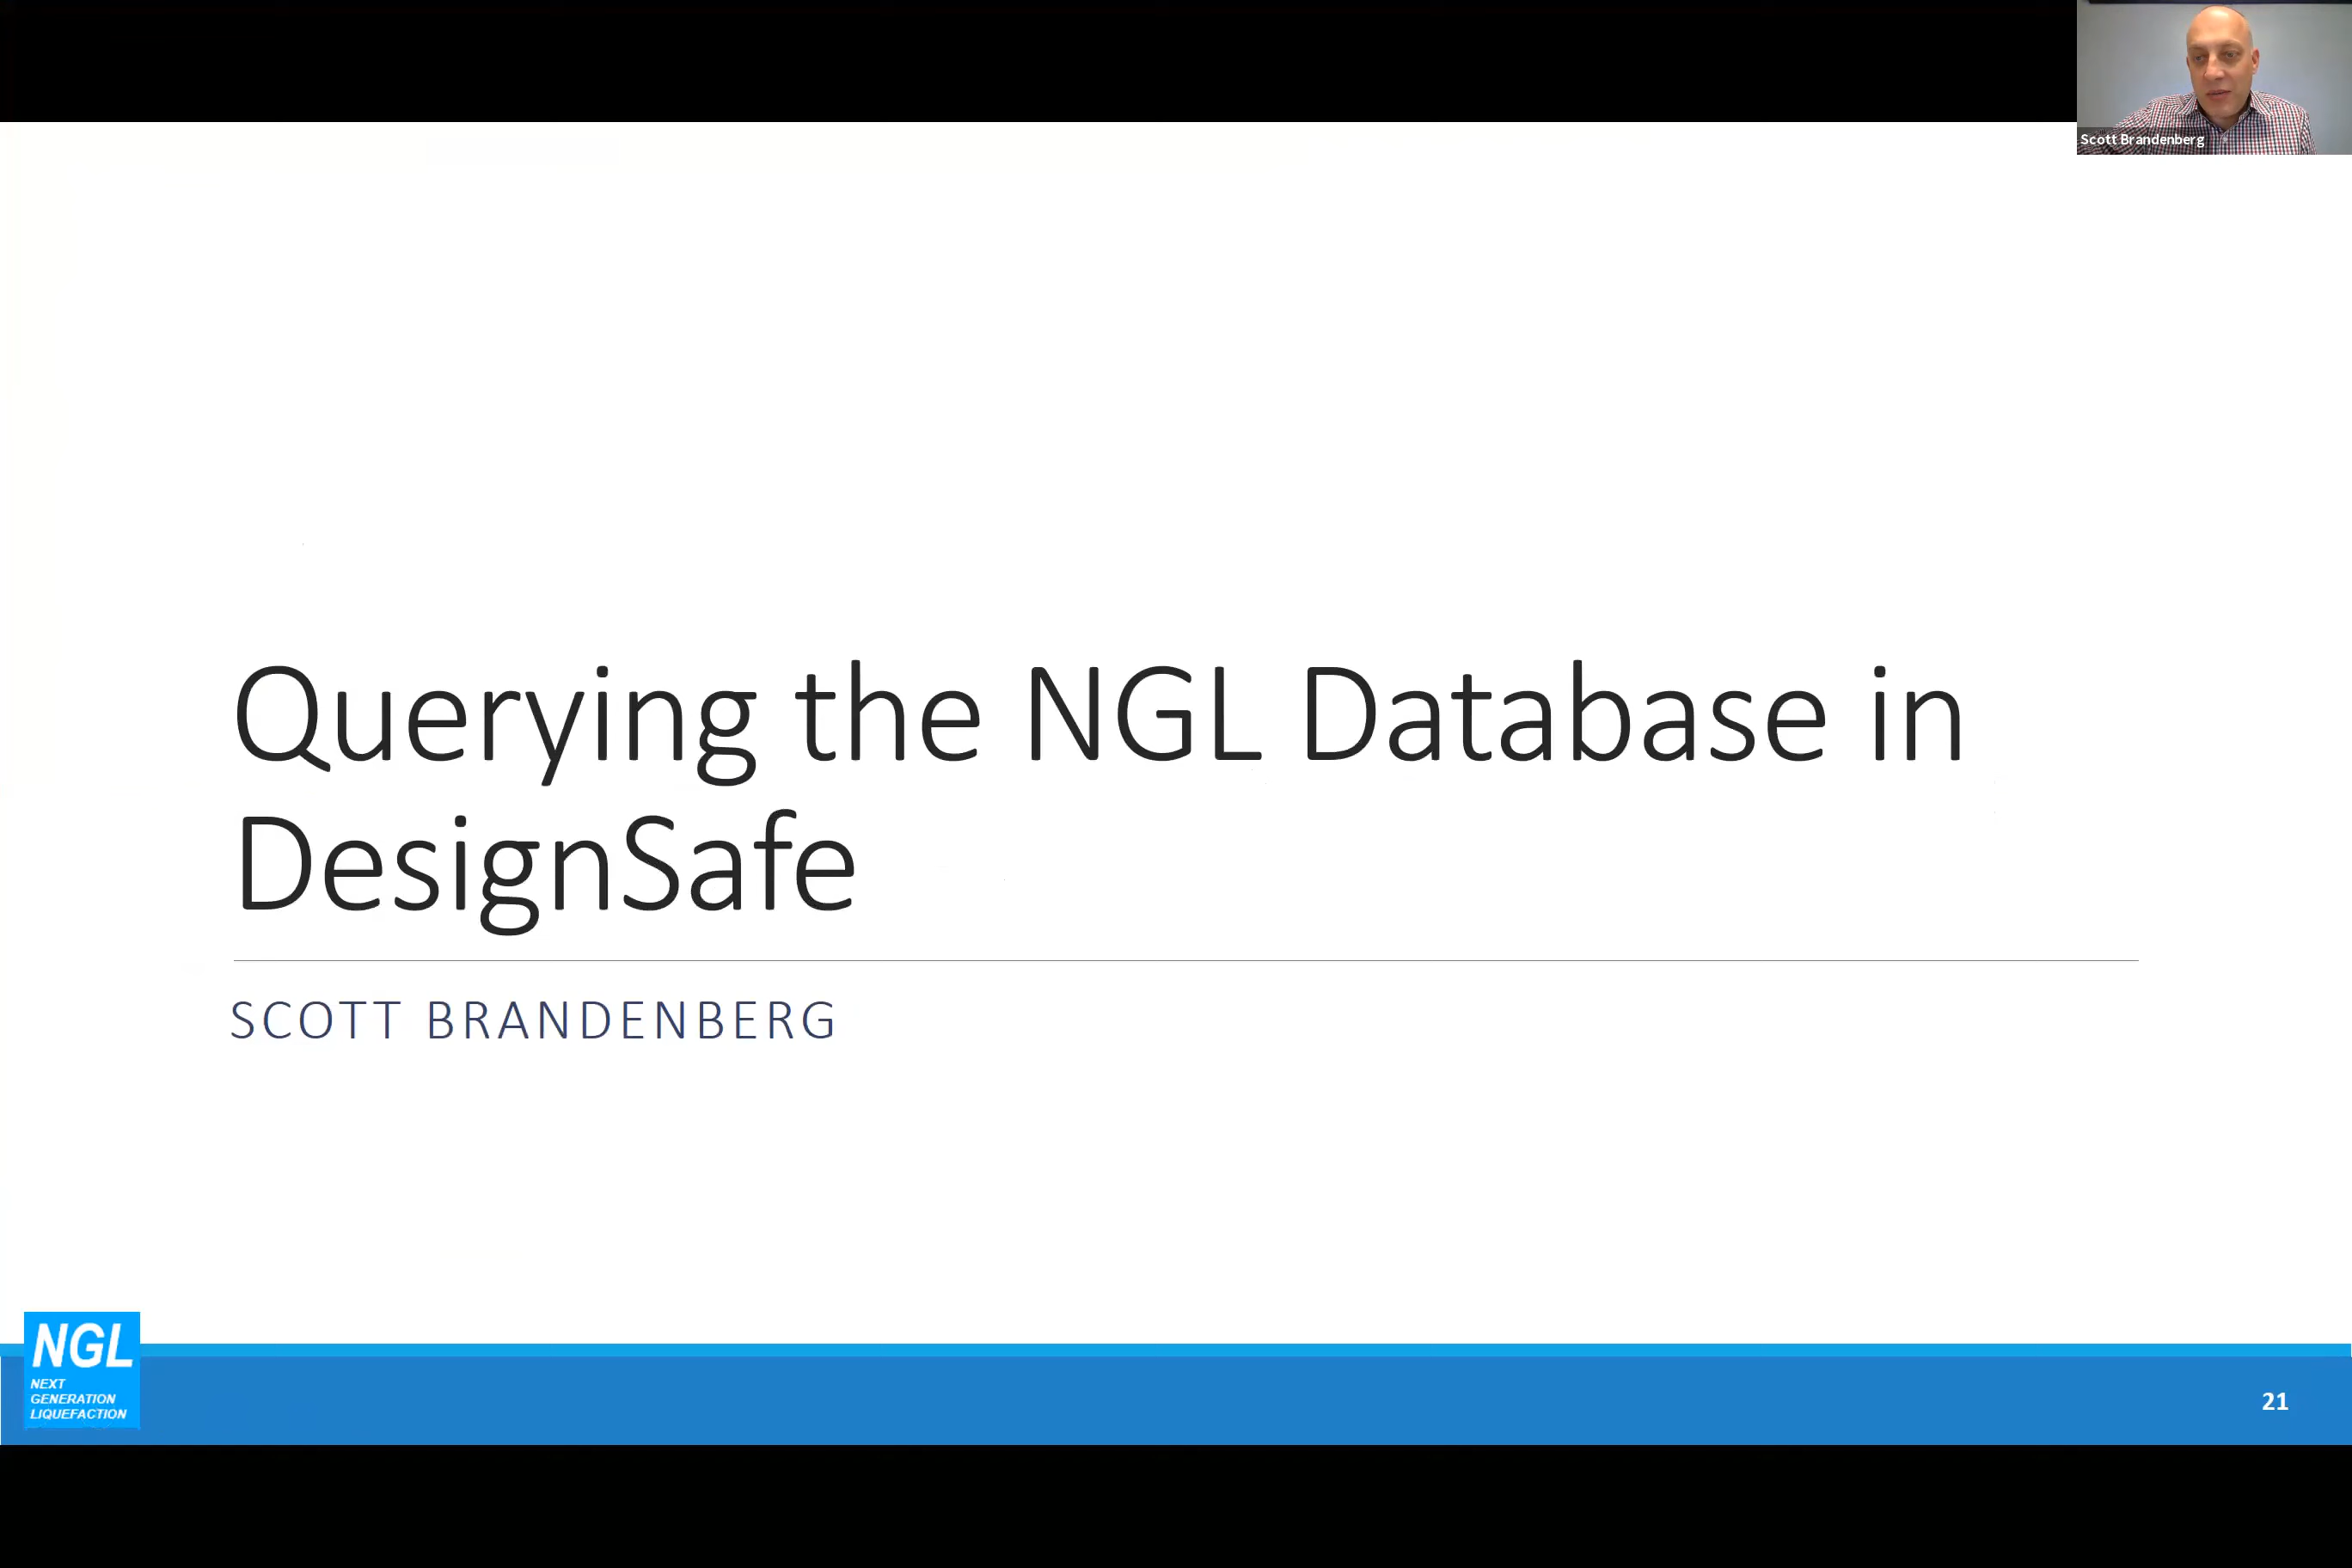 Scott Brandenberg
Querying the NGL Database in
DesignSafe
SCOTT BRANDENBERG
NGL
NEXT
GENERATION
LIQUEFACTION
21